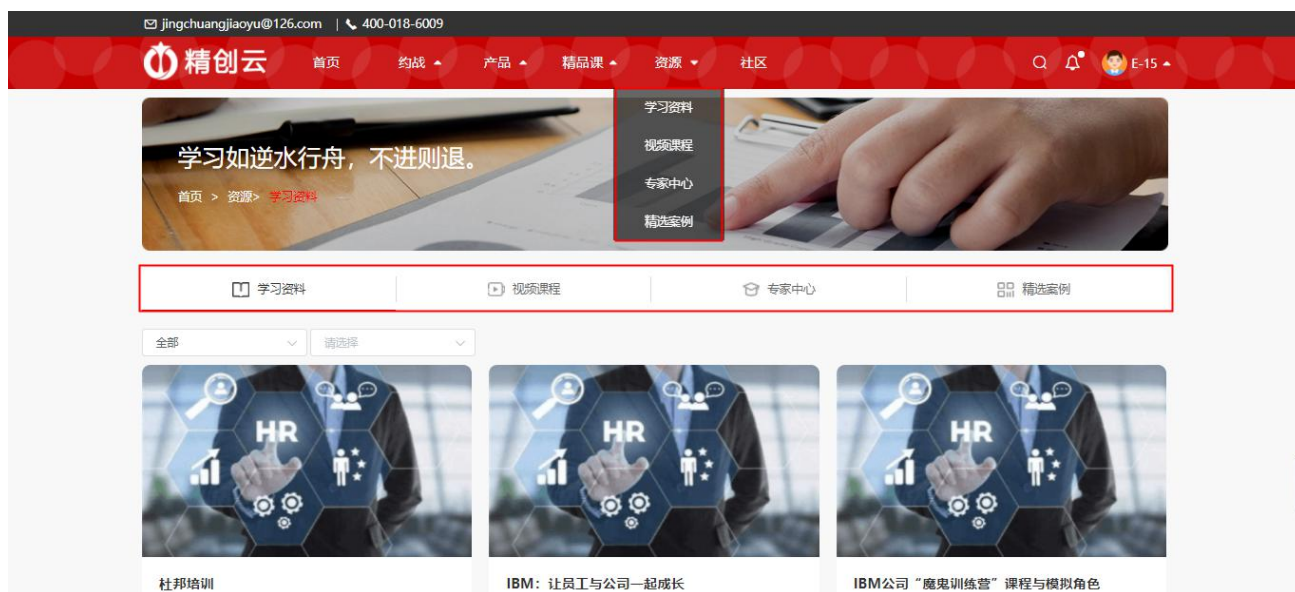 jingchuangjiaoyu@126.com | 400-018-6009
精创云 首页 约战 产品 精品课 资源 社区 E-15
学习资料
视频课程
专家中心
精选案例
学习如逆水行舟，不进则退。
首页 > 资源> 学习资料
学习资料 视频课程 专家中心 精选案例
全部 请选择
HR HR HR
杜邦培训 IBM：让员工与公司一起成长 IBM公司“魔鬼训练营”课程与模拟角色